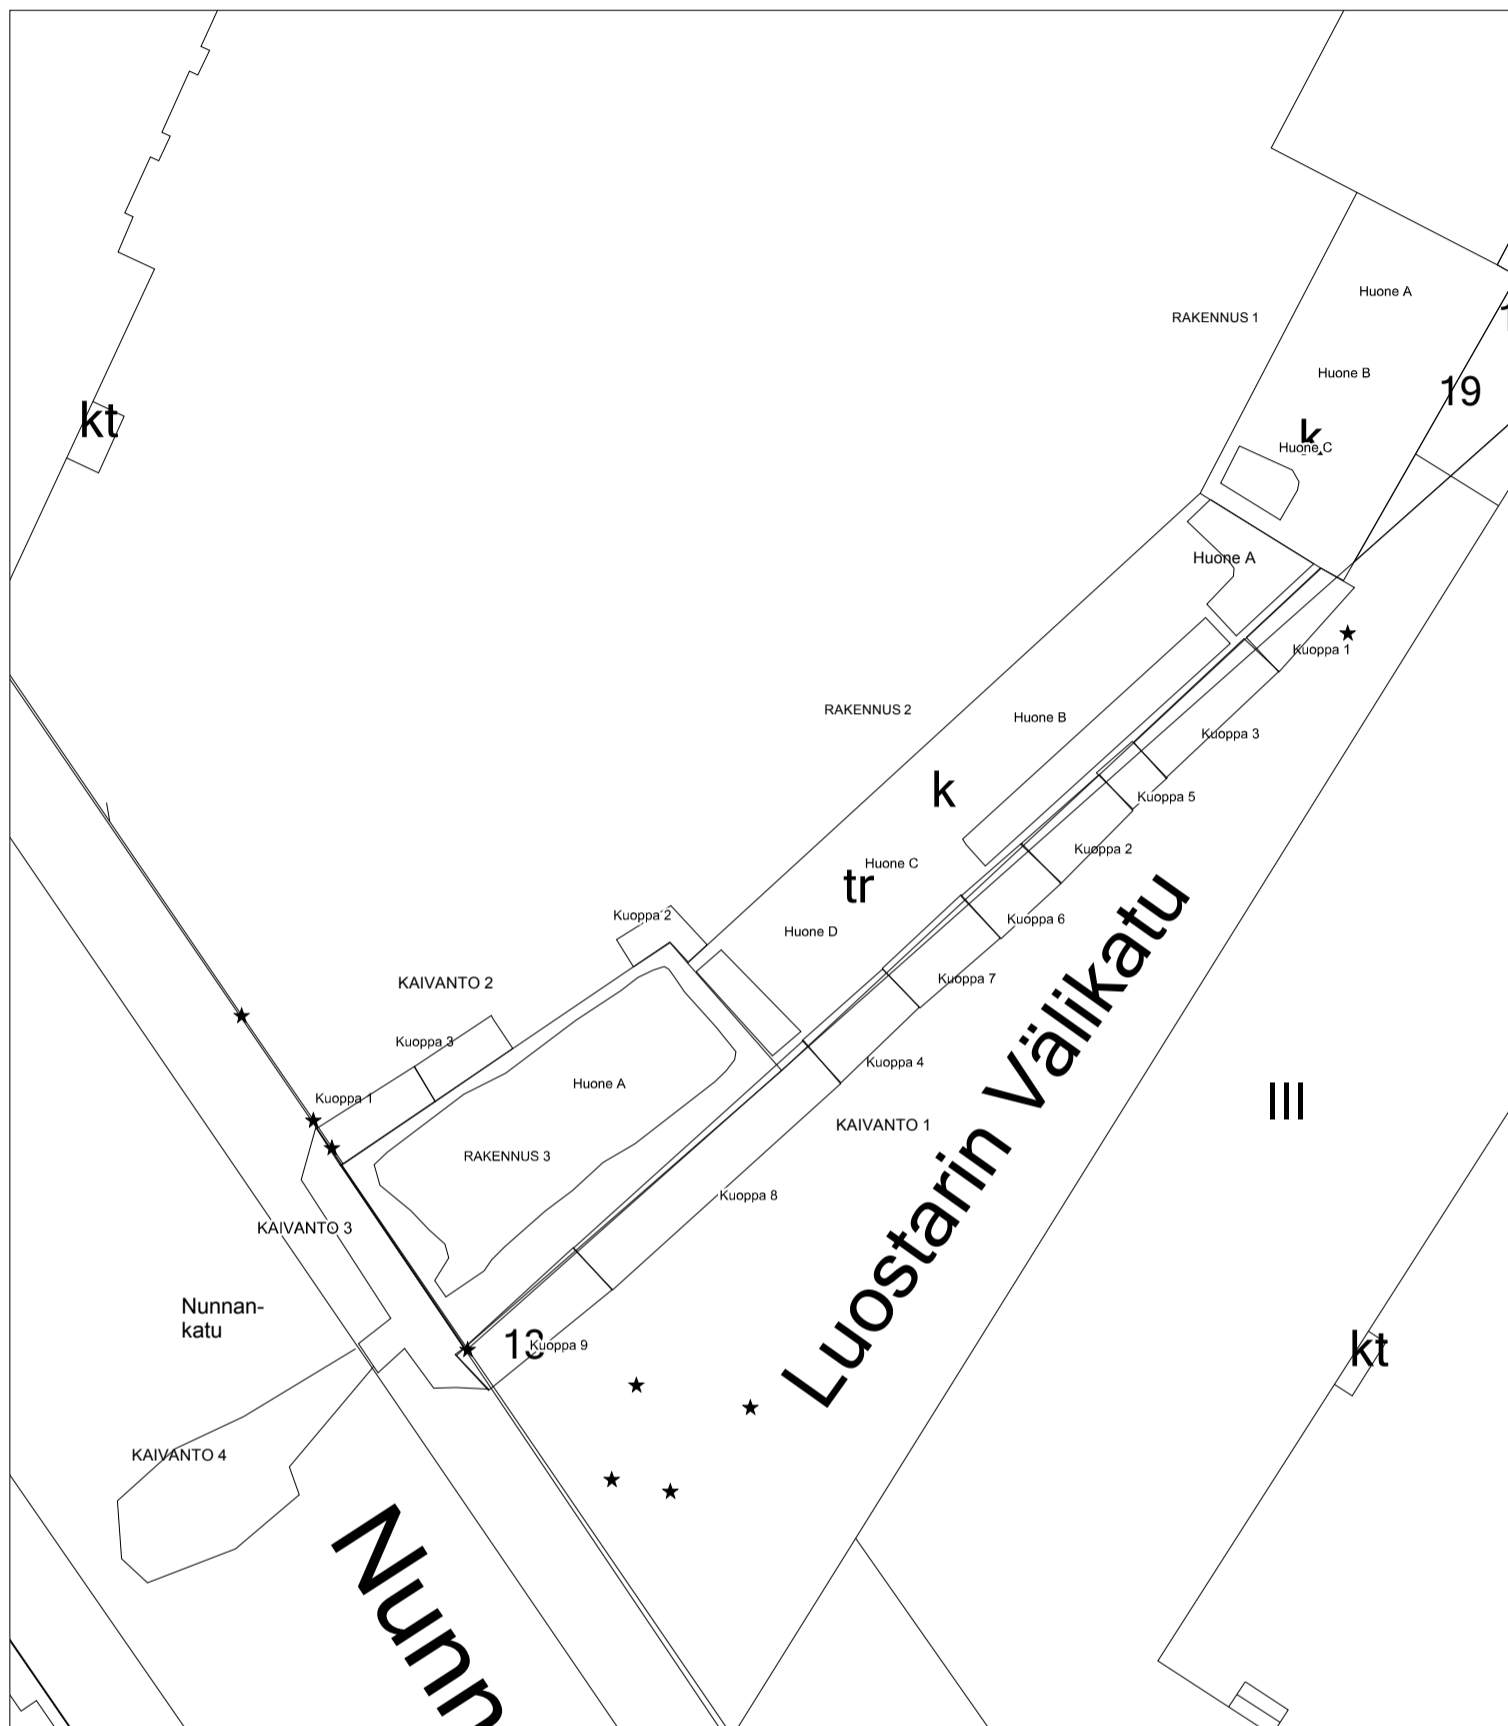 Huone A
RAKENNUS 1
Huone B
19
kt
k
Huone C
Huone A
Kuoppa 1
RAKENNUS 2
Huone B
Kuoppa 3
k
Kuoppa 5
Kuoppa 2
Huone C
tr
Kuoppa 2
Kuoppa 6
Huone D
KAIVANTO 2
Kuoppa 7
Kuoppa 3
Kuoppa 4
Huone A
Kuoppa 1
III
KAIVANTO 1
RAKENNUS 3
Luostarin Välikatu
Kuoppa 8
KAIVANTO 3
Nunnan-
katu
Kuoppa 9
kt
KAIVANTO 4
Nunn